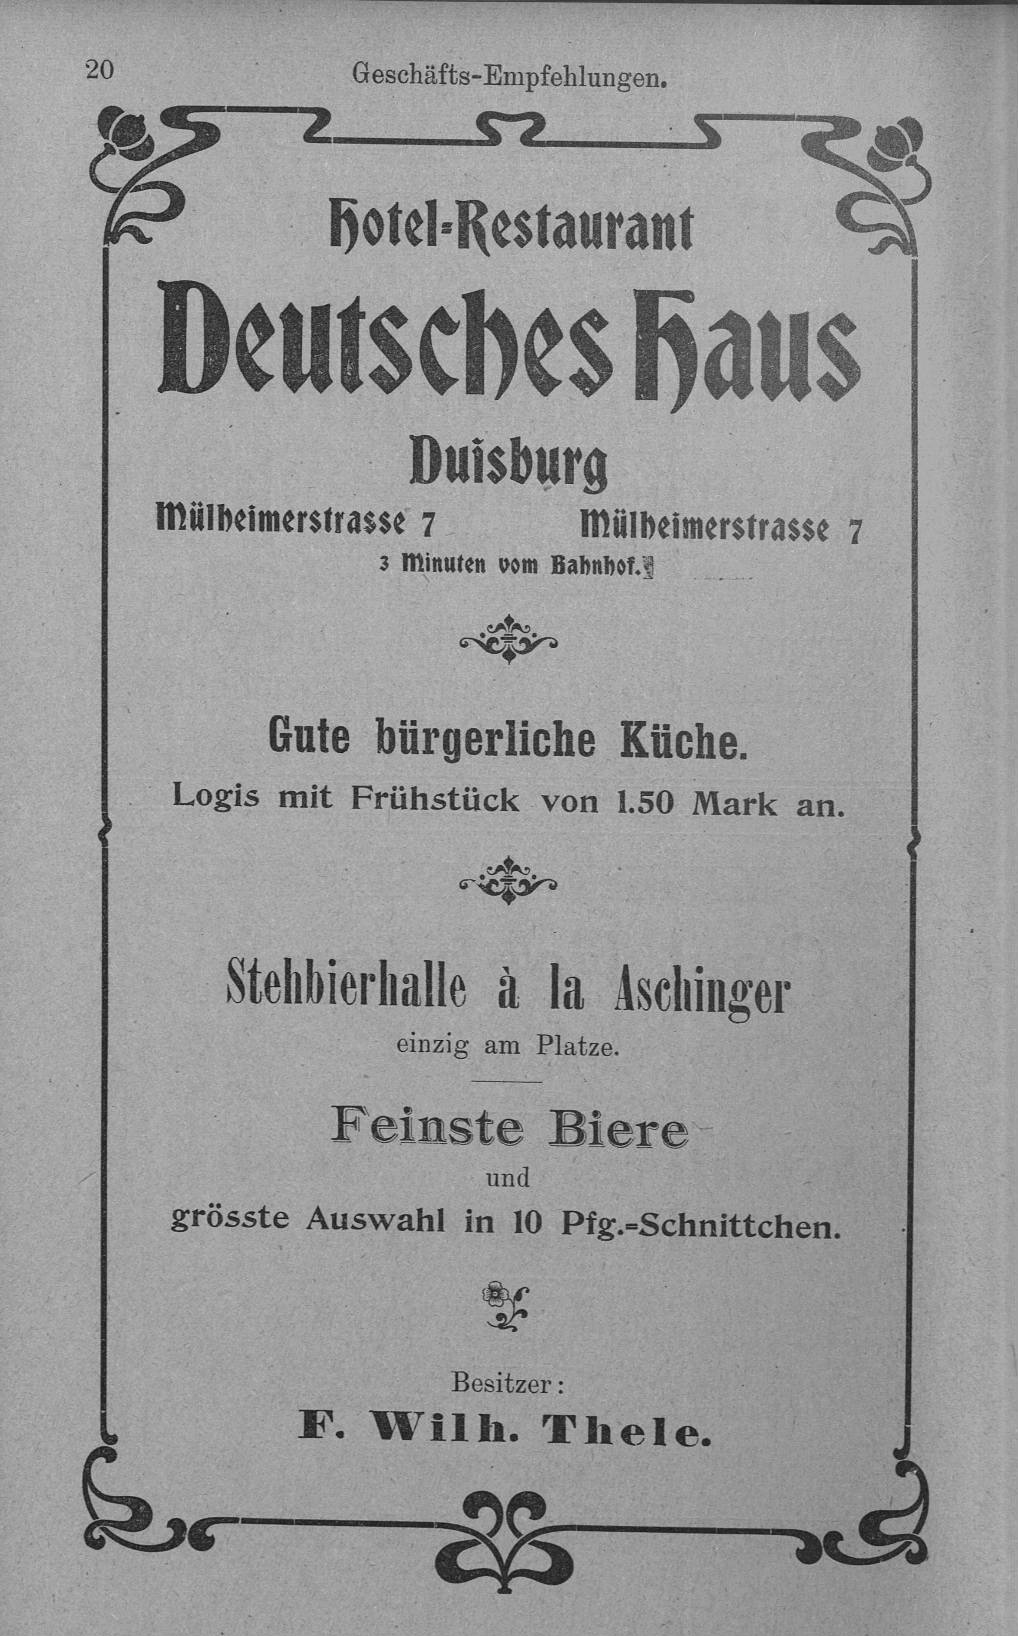 20
Geschäfts-Empfehlungen.
Hotel-Restaurant
Deutsches Haus
Duisburg
Mülheimerstrasse 7 Mülheimerstrasse 7
3 Minuten vom Bahnhof.
Gute bürgerliche Küche.
Logis mit Frühstück von 1.50 Mark an.
Stehbierhalle à la Aschinger
einzig am Platze.
Feinste Biere
und
grösste Auswahl in 10 Pfg.-Schnittchen.
Besitzer:
F. Wilh. Thele.